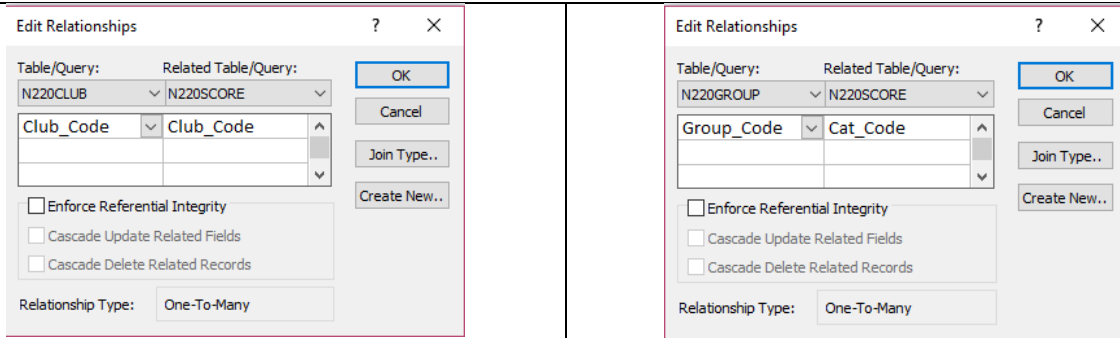 Edit Relationships ? ×
Table/Query: Related Table/Query:
N220CLUB N220SCORE
Club_Code Club_Code
Enforce Referential Integrity
Cascade Update Related Fields
Cascade Delete Related Records
Relationship Type: One-To-Many
OK
Cancel
Join Type..
Create New..
Edit Relationships ? ×
Table/Query: Related Table/Query:
N220GROUP N220SCORE
Group_Code Cat_Code
Enforce Referential Integrity
Cascade Update Related Fields
Cascade Delete Related Records
Relationship Type: One-To-Many
OK
Cancel
Join Type..
Create New..